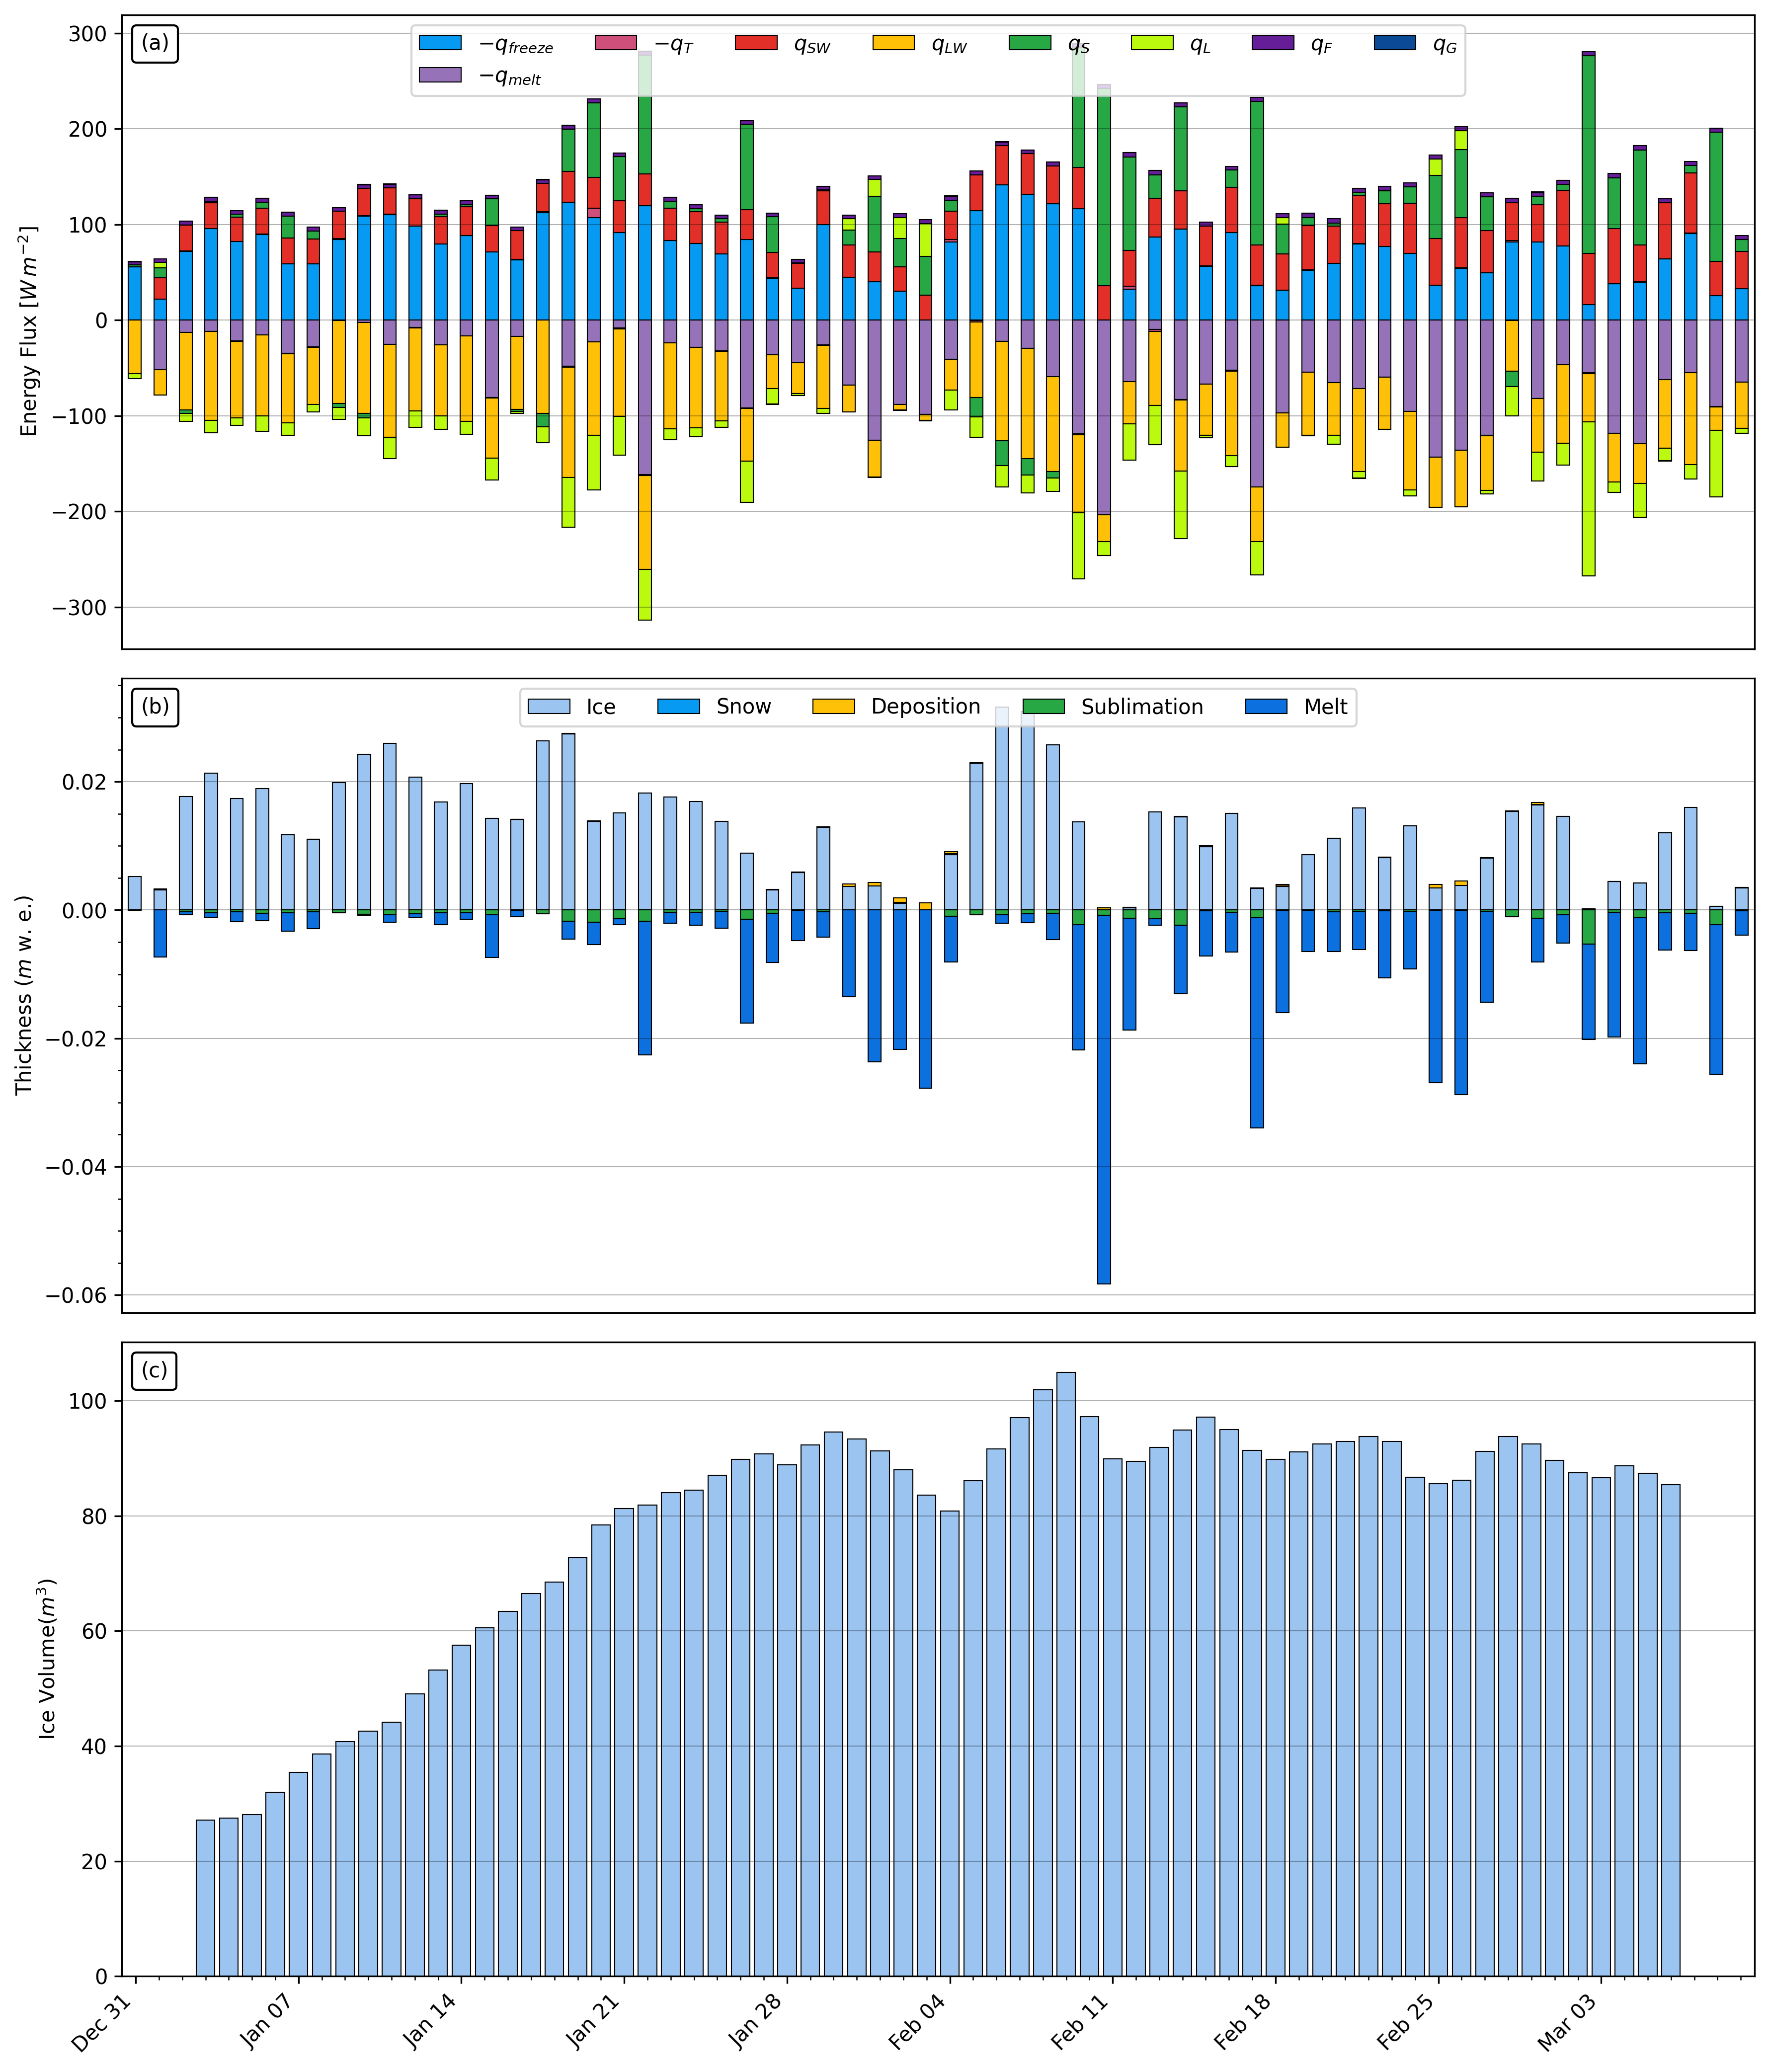 (a)
−q_freeze −q_T q_SW q_LW q_S q_L q_F q_G
−q_melt
Energy Flux [W m⁻²]
300
200
100
0
−100
−200
−300
(b)
Ice Snow Deposition Sublimation Melt
Thickness (m w. e.)
0.02
0.00
−0.02
−0.04
−0.06
(c)
Ice Volume(m³)
100
80
60
40
20
0
Dec 31 Jan 07 Jan 14 Jan 21 Jan 28 Feb 04 Feb 11 Feb 18 Feb 25 Mar 03